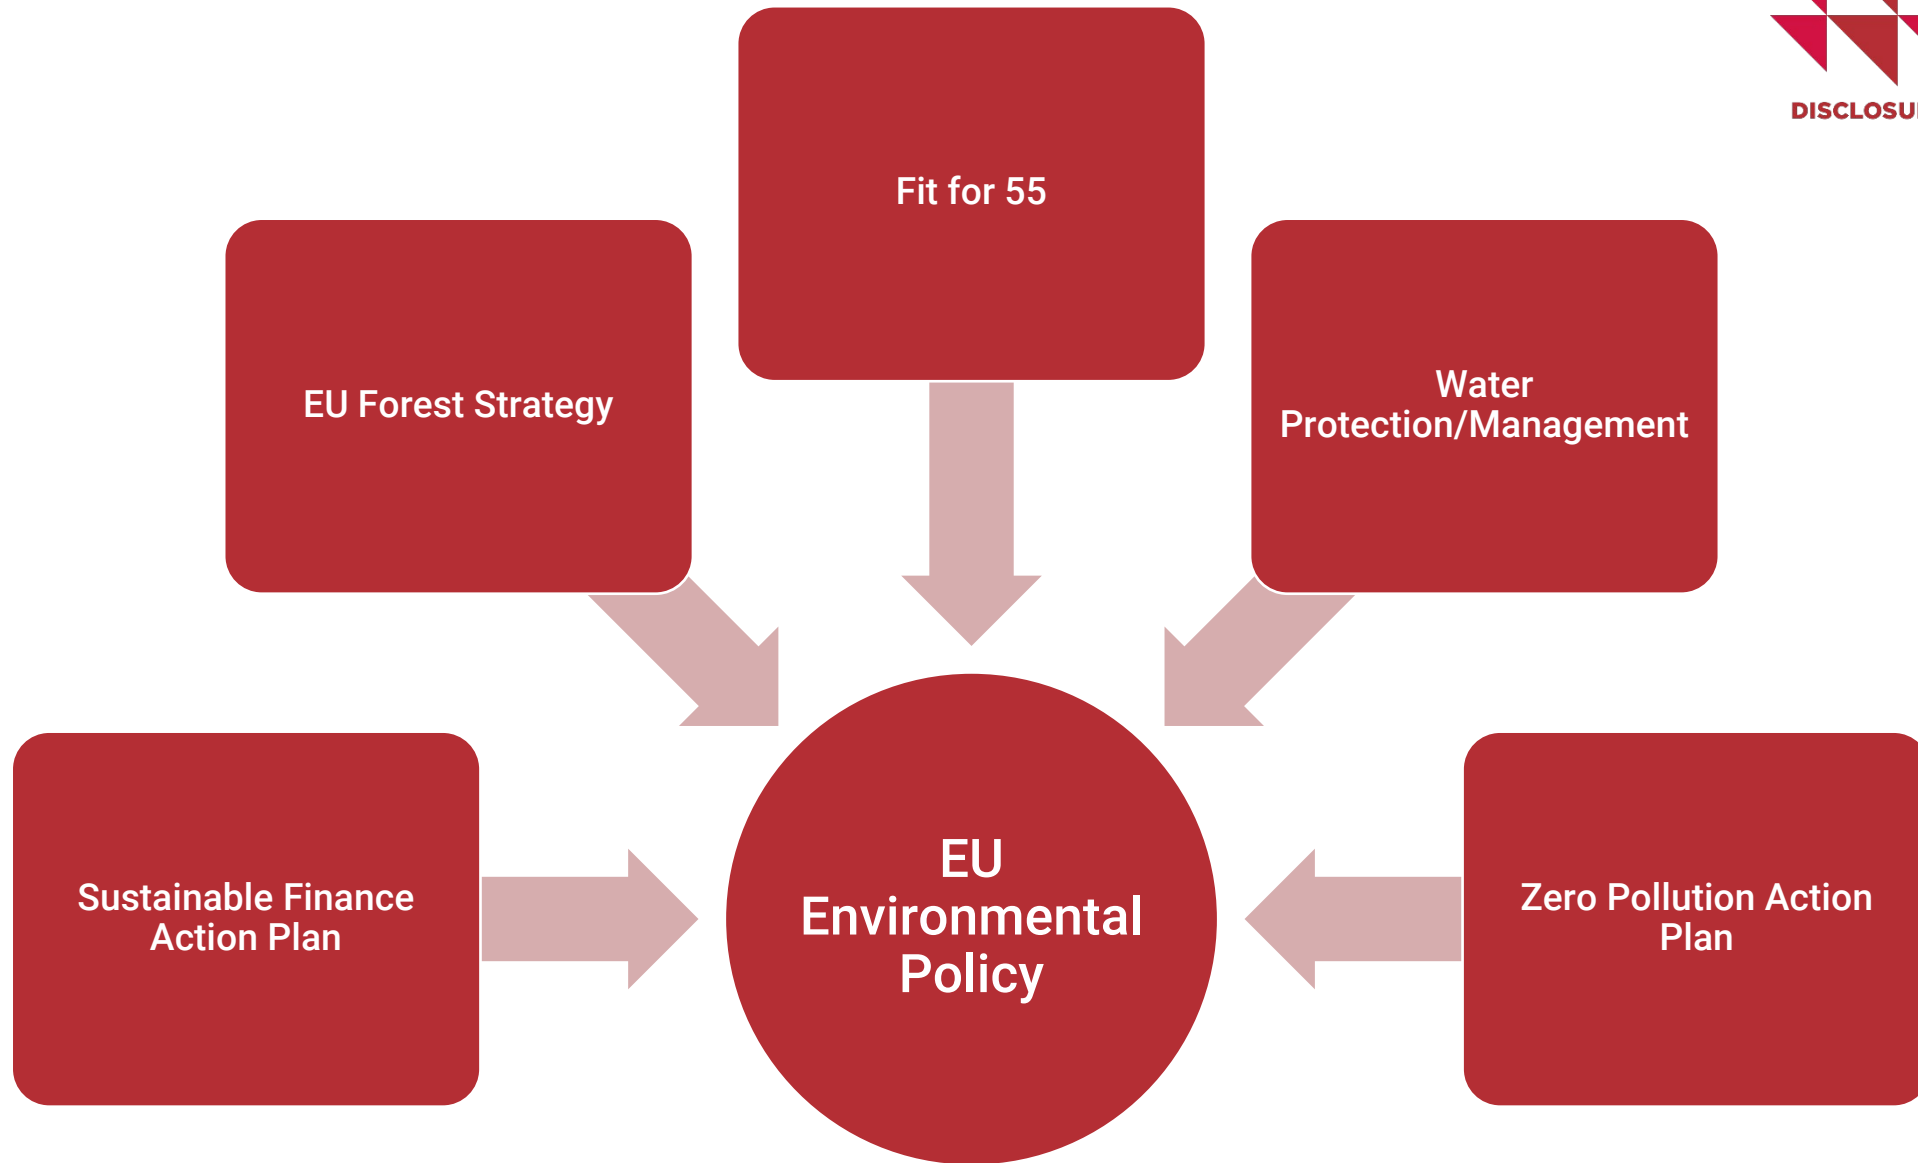 Fit for 55
EU Forest Strategy
Water
Protection/Management
Sustainable Finance
Action Plan
EU
Environmental
Policy
Zero Pollution Action
Plan